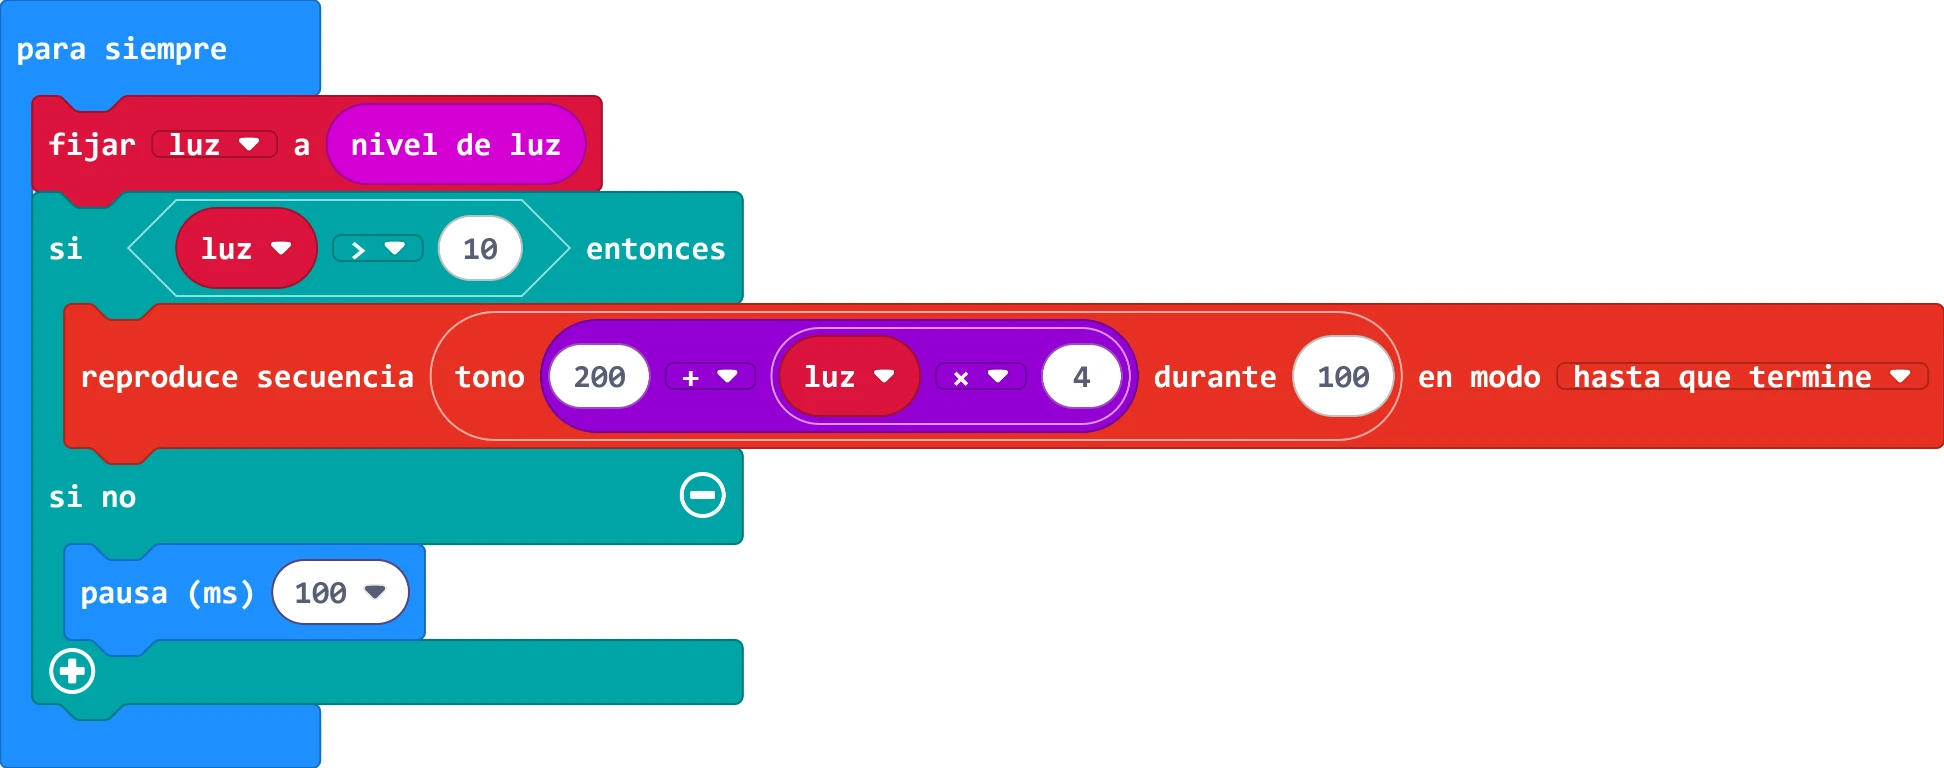 para siempre
fijar luz a nivel de luz
si luz > 10 entonces
reproduce secuencia tono 200 + luz × 4 durante 100 en modo hasta que termine
si no
pausa (ms) 100